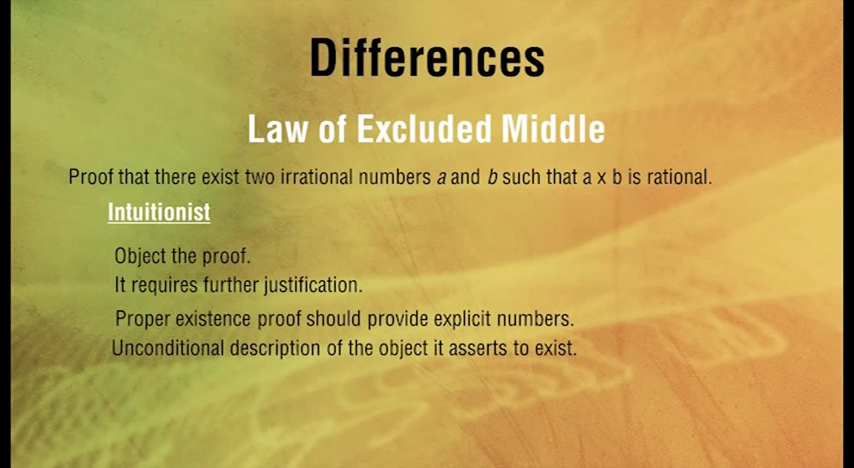 Differences
Law of Excluded Middle
Proof that there exist two irrational numbers a and b such that a x b is rational.
Intuitionist
Object the proof.
It requires further justification.
Proper existence proof should provide explicit numbers.
Unconditional description of the object it asserts to exist.